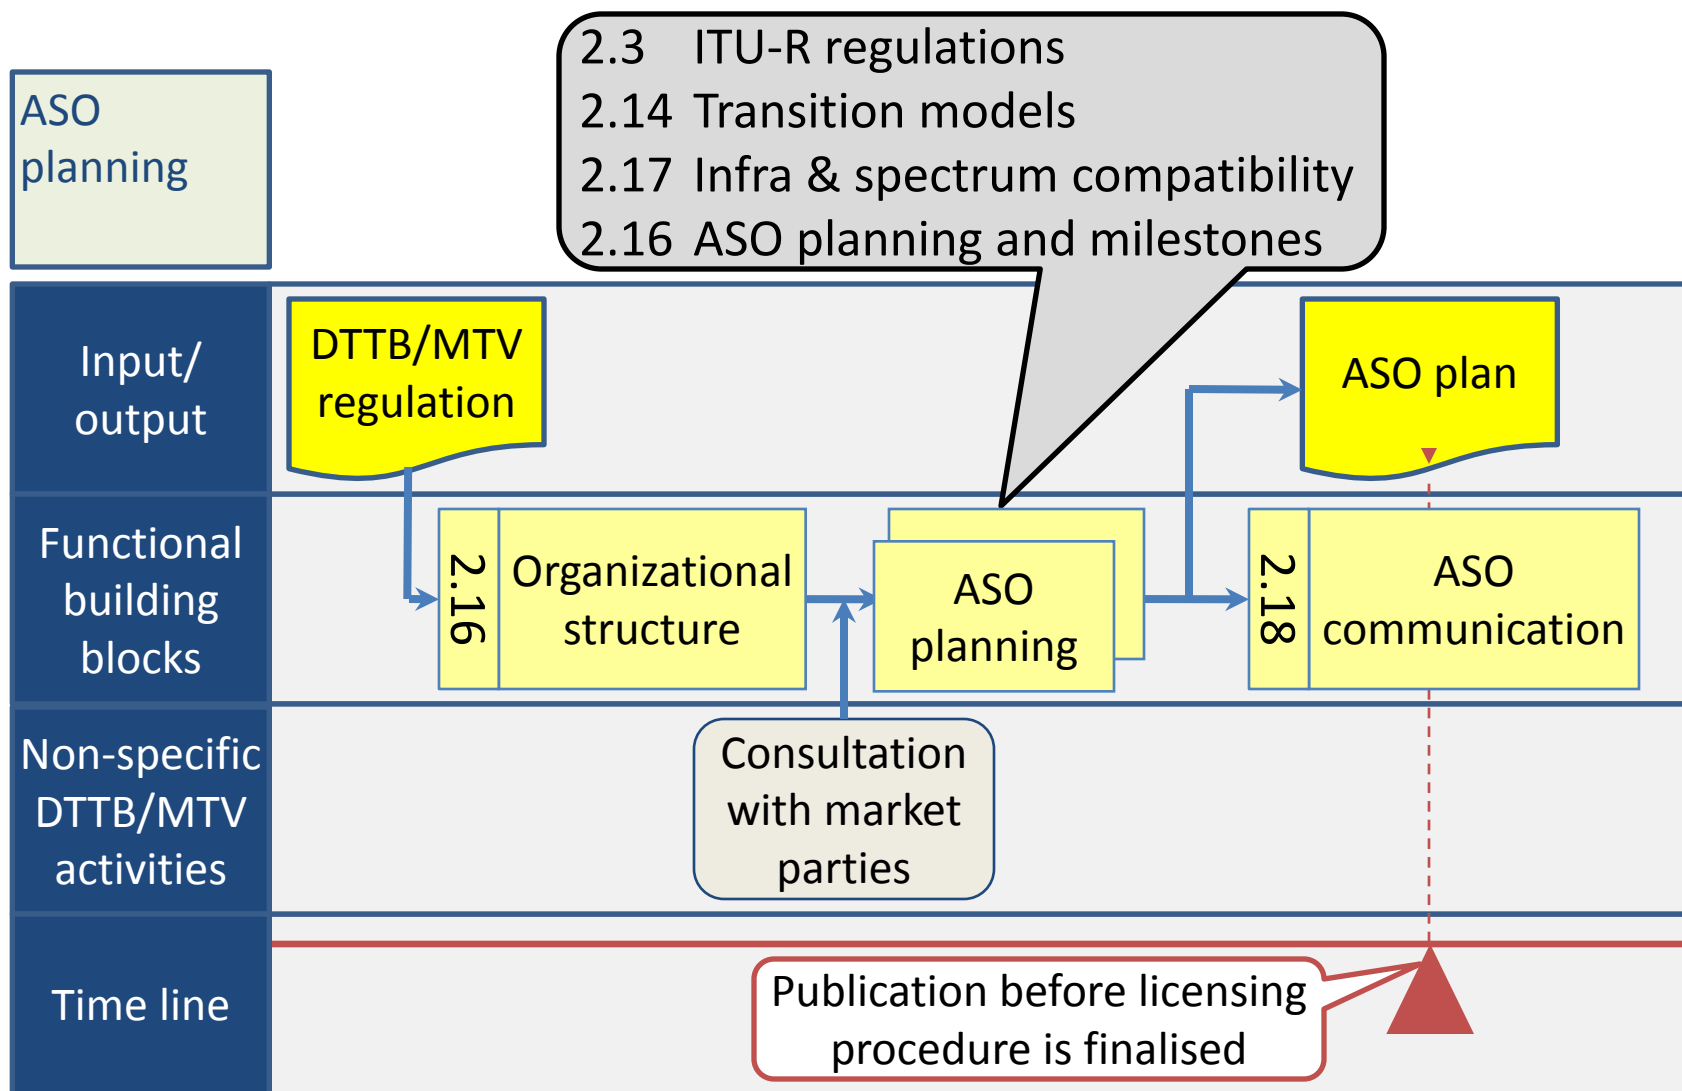 2.3 ITU-R regulations
2.14 Transition models
2.17 Infra & spectrum compatibility
2.16 ASO planning and milestones
ASO
planning
Input/
output
DTTB/MTV
regulation
ASO plan
Functional
building
blocks
2.16
Organizational
structure
ASO
planning
2.18
ASO
communication
Non-specific
DTTB/MTV
activities
Consultation
with market
parties
Time line
Publication before licensing
procedure is finalised